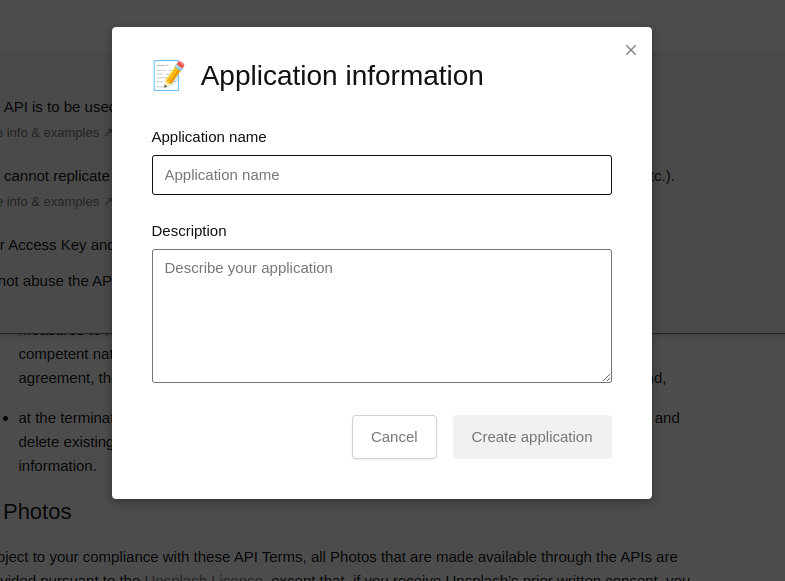 Application information
Application name
Application name
Description
Describe your application
Cancel
Create application
API is to be used
info & examples ↗
cannot replicate
tc.).
info & examples ↗
Access Key and
not abuse the AP
competent nat
agreement, th
• at the terminat and
delete existing
information.
Photos
to your compliance with these API Terms, all Photos that are made available through the APIs are
pursuant to the Unsplash License, except that, if you receive Unsplash's prior written consent, you